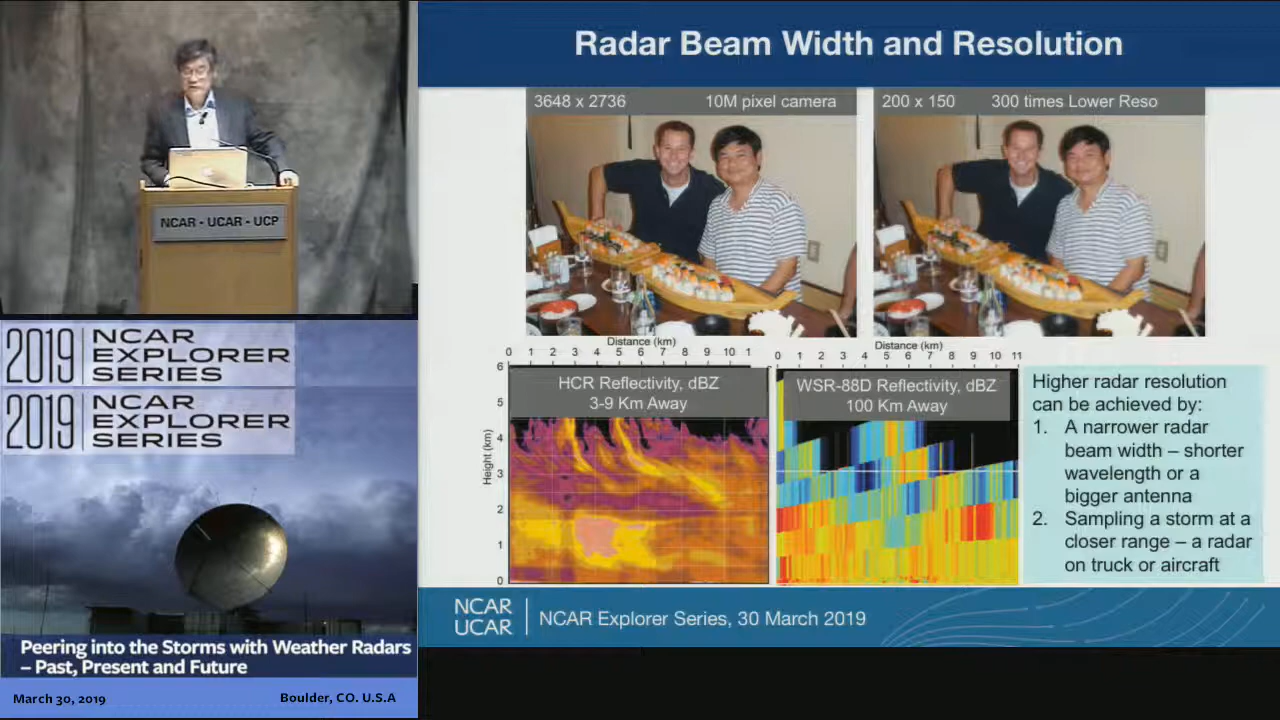 NCAR - UCAR - UCP
2019
NCAR
EXPLORER
SERIES
2019
NCAR
EXPLORER
SERIES
Peering into the Storms with Weather Radars
– Past, Present and Future
March 30, 2019
Boulder, CO. U.S.A
Radar Beam Width and Resolution
3648 x 2736 10M pixel camera
200 x 150 300 times Lower Reso
Distance (km)
0 1 2 3 4 5 6 7 8 9 10 1
6
5
4
3
2
1
0
Height (km)
HCR Reflectivity, dBZ
3-9 Km Away
Distance (km)
0 1 2 3 4 5 6 7 8 9 10 11
WSR-88D Reflectivity, dBZ
100 Km Away
Higher radar resolution
can be achieved by:
1. A narrower radar
beam width – shorter
wavelength or a
bigger antenna
2. Sampling a storm at a
closer range – a radar
on truck or aircraft
NCAR
UCAR
NCAR Explorer Series, 30 March 2019